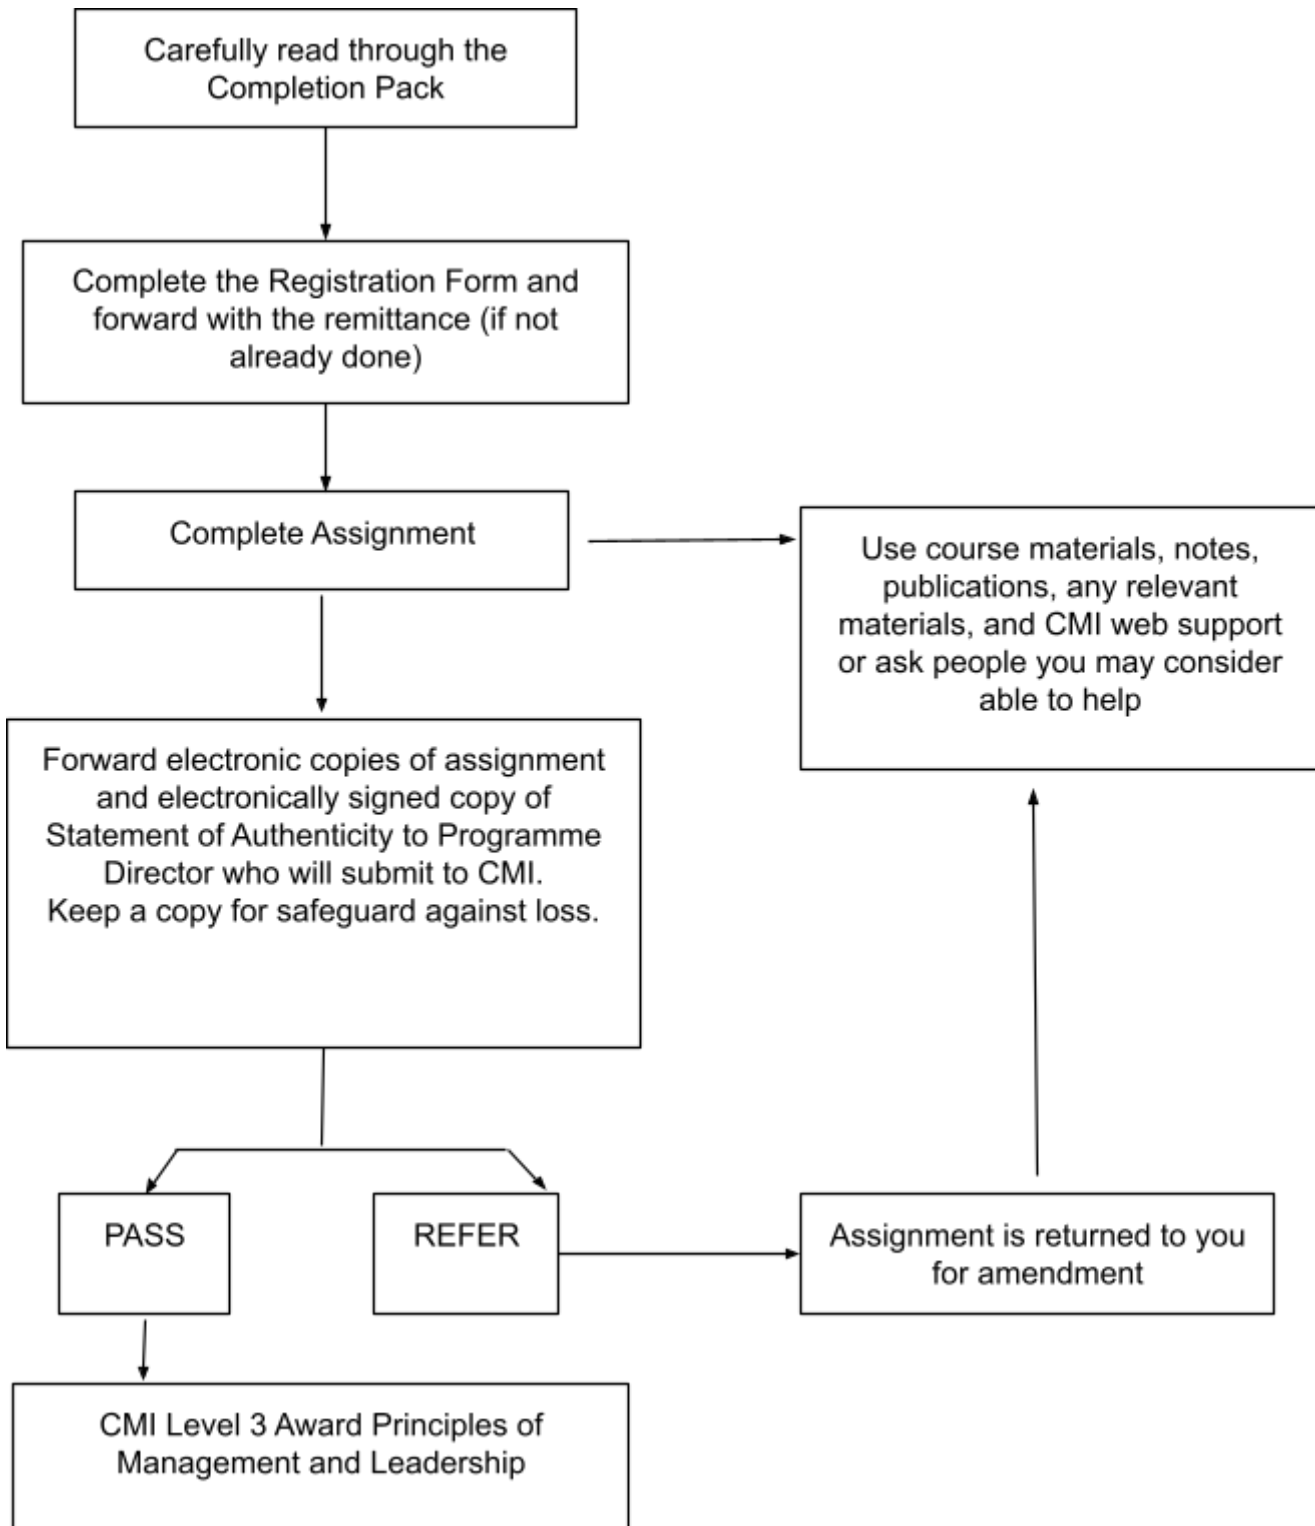 Carefully read through the
Completion Pack
Complete the Registration Form and
forward with the remittance (if not
already done)
Complete Assignment
Use course materials, notes,
publications, any relevant
materials, and CMI web support
or ask people you may consider
able to help
Forward electronic copies of assignment
and electronically signed copy of
Statement of Authenticity to Programme
Director who will submit to CMI.
Keep a copy for safeguard against loss.
PASS
REFER
Assignment is returned to you
for amendment
CMI Level 3 Award Principles of
Management and Leadership